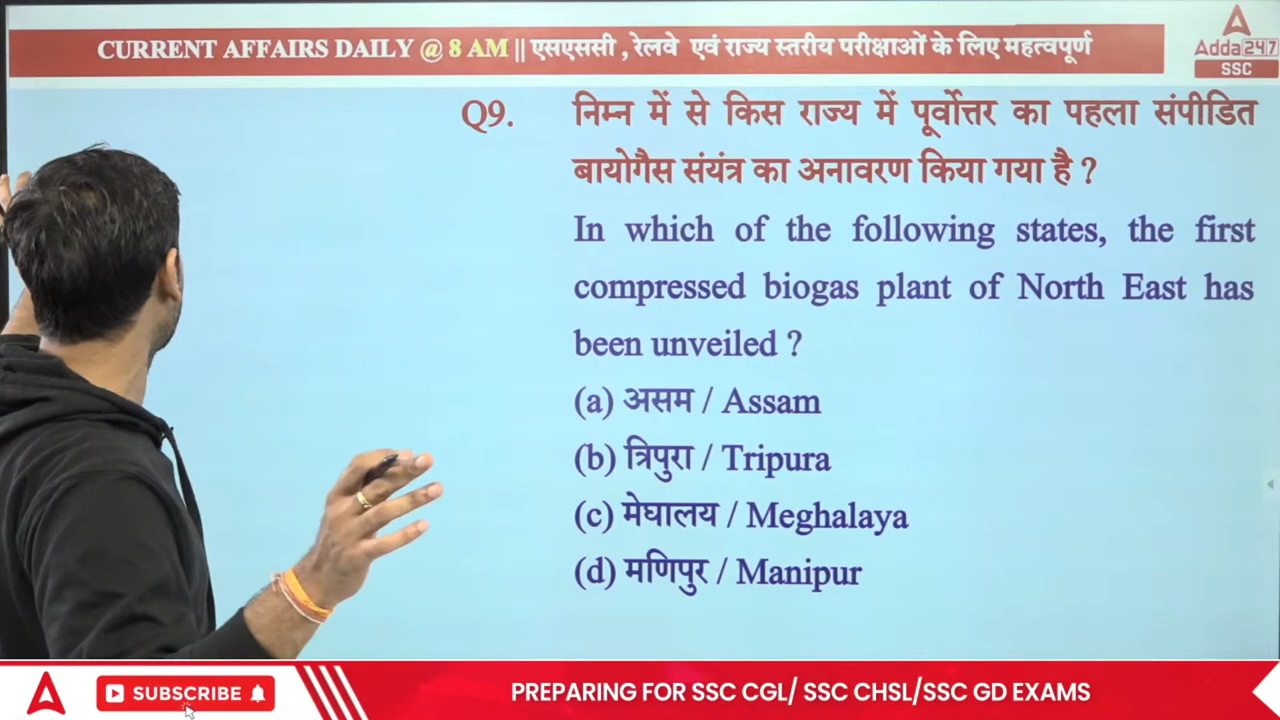 CURRENT AFFAIRS DAILY @ 8 AM || एसएससी , रेलवे एवं राज्य स्तरीय परीक्षाओं के लिए महत्वपूर्ण
Adda 247
SSC
Q9. निम्न में से किस राज्य में पूर्वोत्तर का पहला संपीडित
बायोगैस संयंत्र का अनावरण किया गया है ?
In which of the following states, the first
compressed biogas plant of North East has
been unveiled ?
(a) असम / Assam
(b) त्रिपुरा / Tripura
(c) मेघालय / Meghalaya
(d) मणिपुर / Manipur
SUBSCRIBE
PREPARING FOR SSC CGL/ SSC CHSL/SSC GD EXAMS